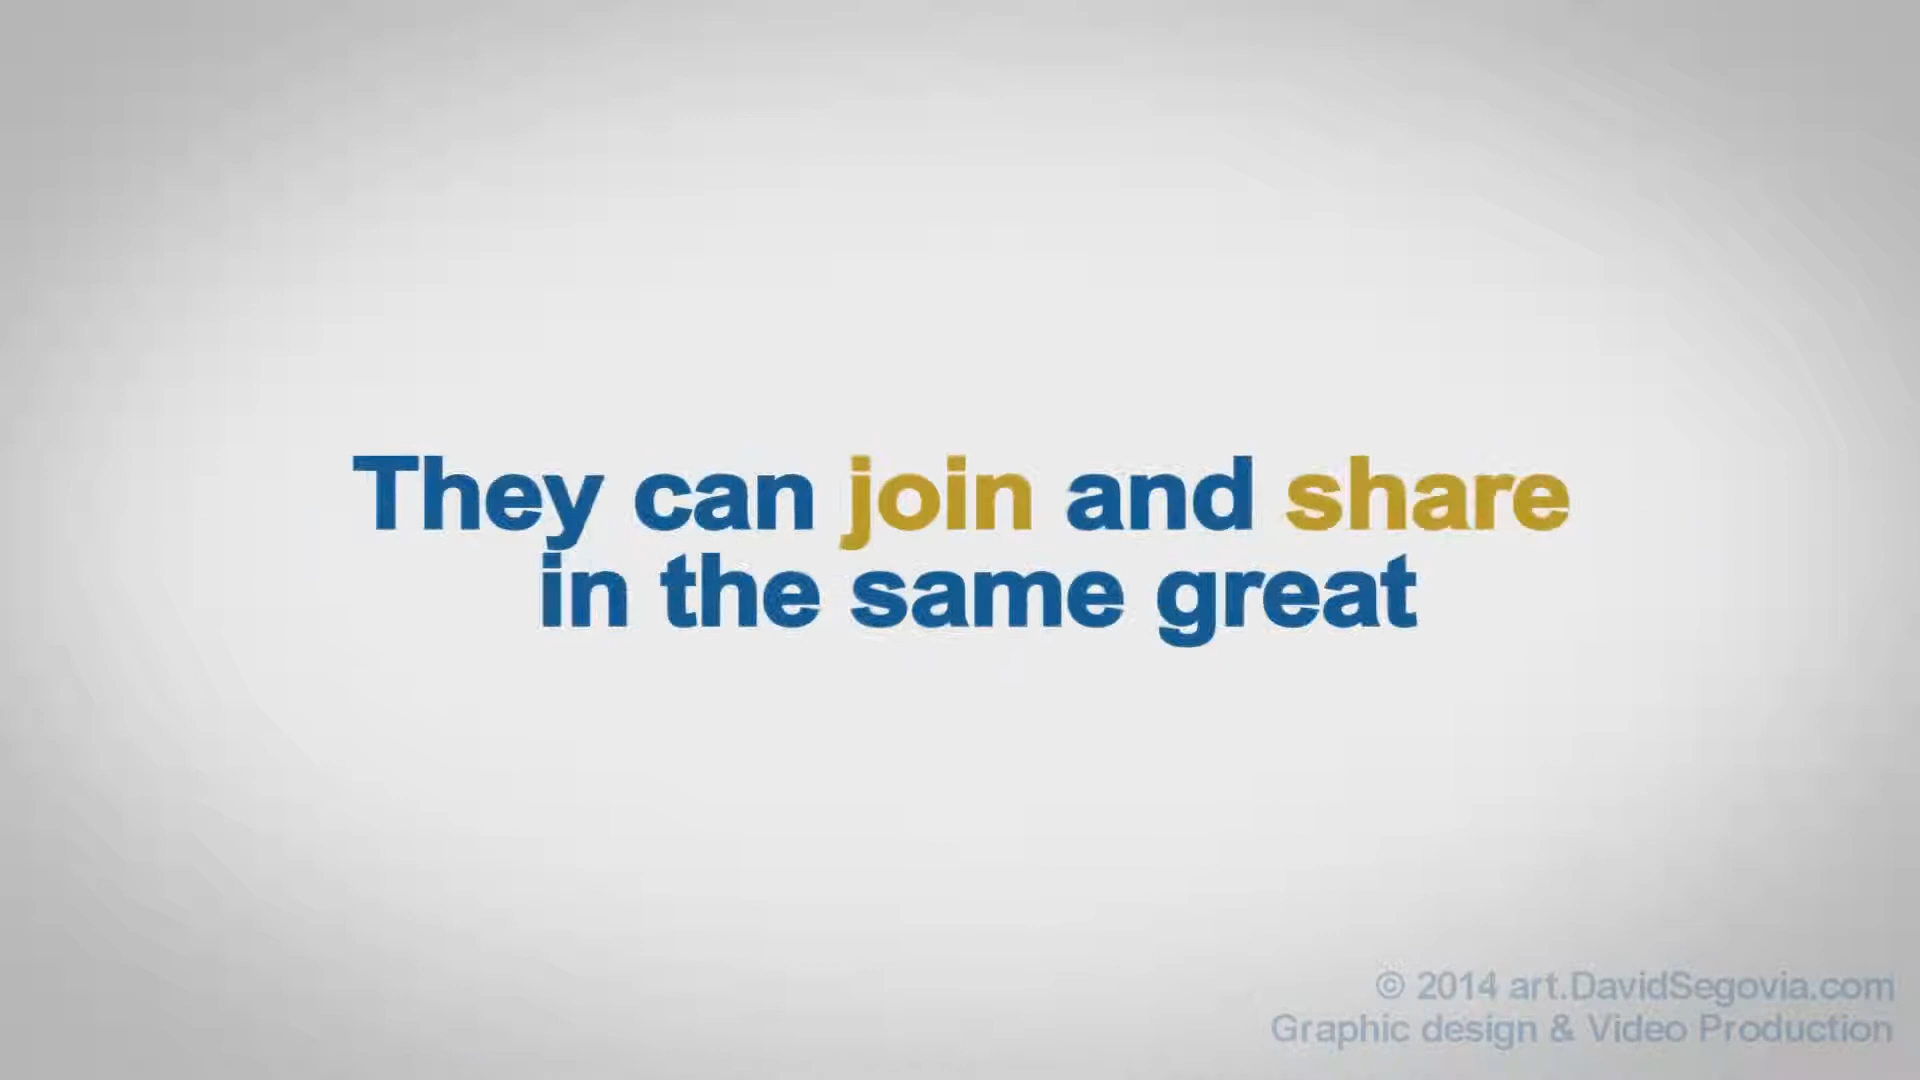 They can join and share
in the same great
© 2014 art.DavidSegovia.com
Graphic design & Video Production